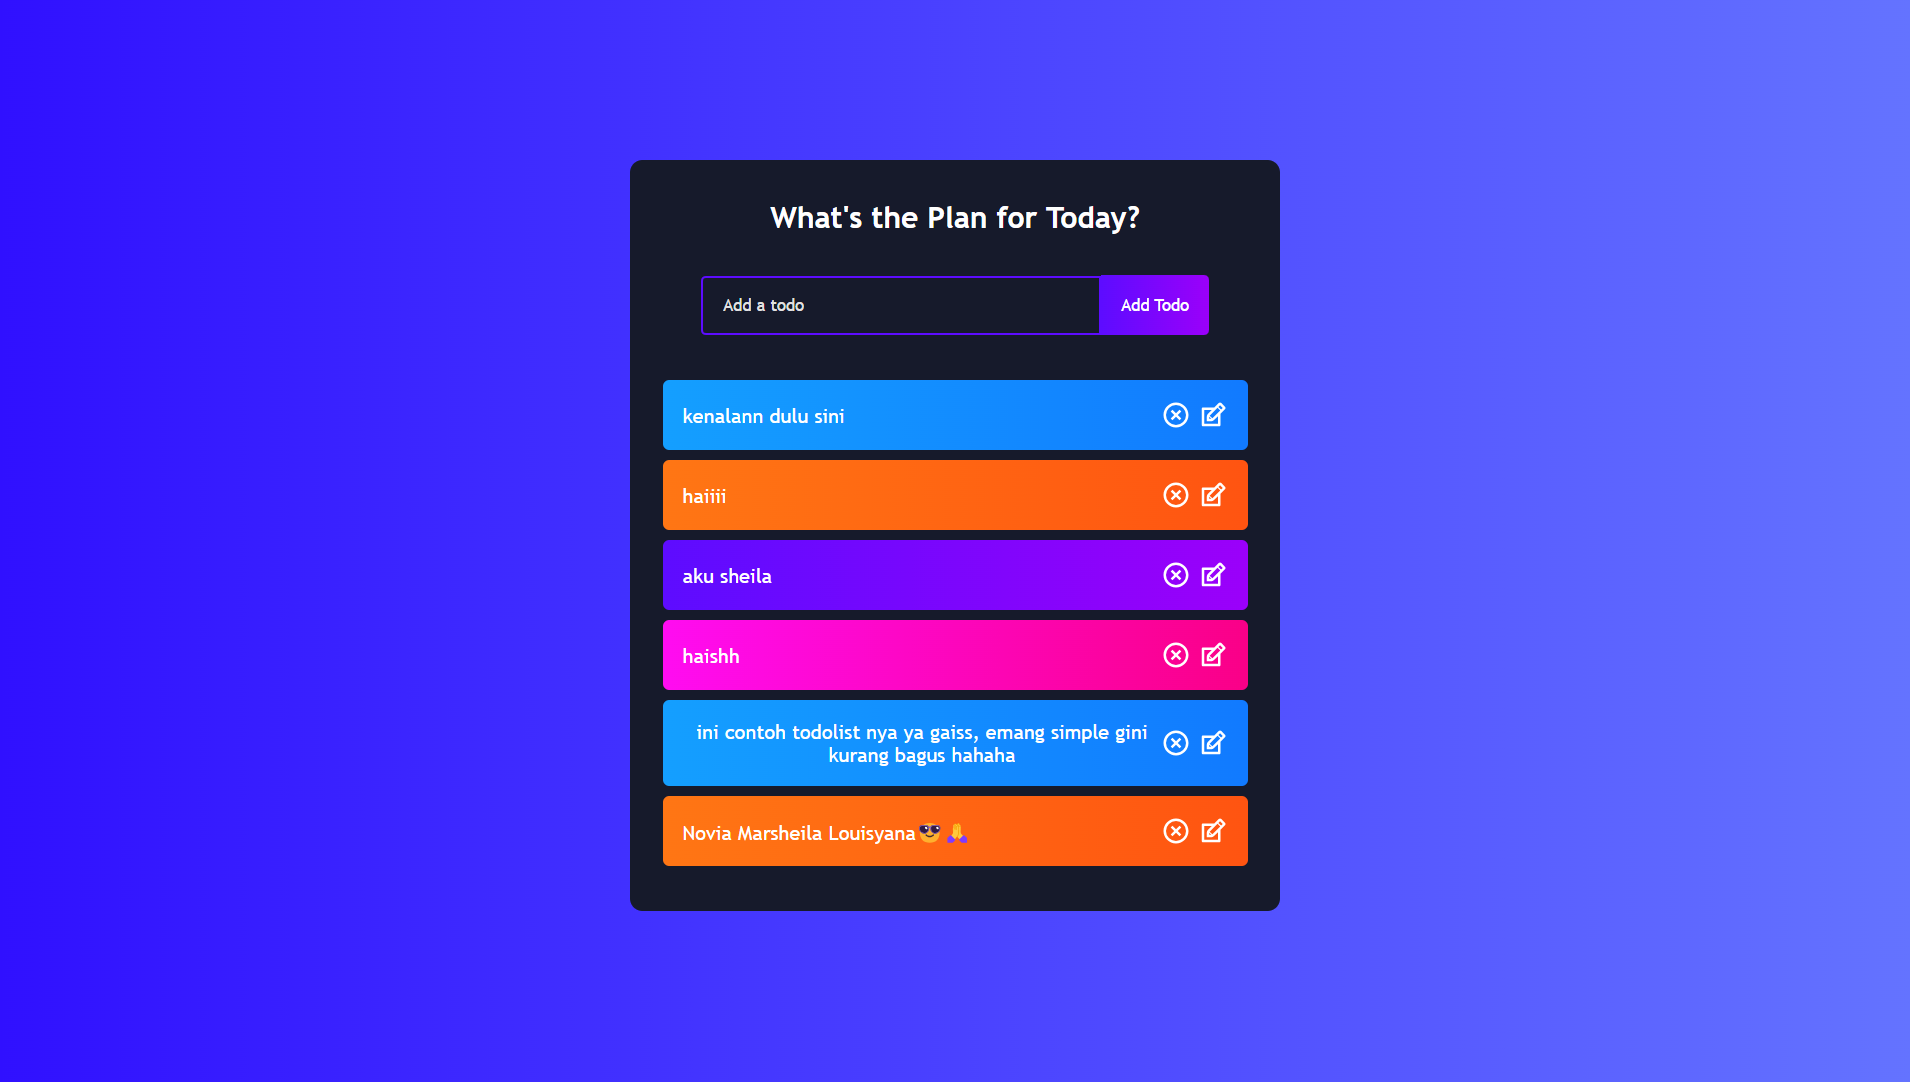 What's the Plan for Today?
Add a todo
Add Todo
kenalann dulu sini
haiiii
aku sheila
haishh
ini contoh todolist nya ya gaiss, emang simple gini
kurang bagus hahaha
Novia Marsheila Louisyana😎🙏